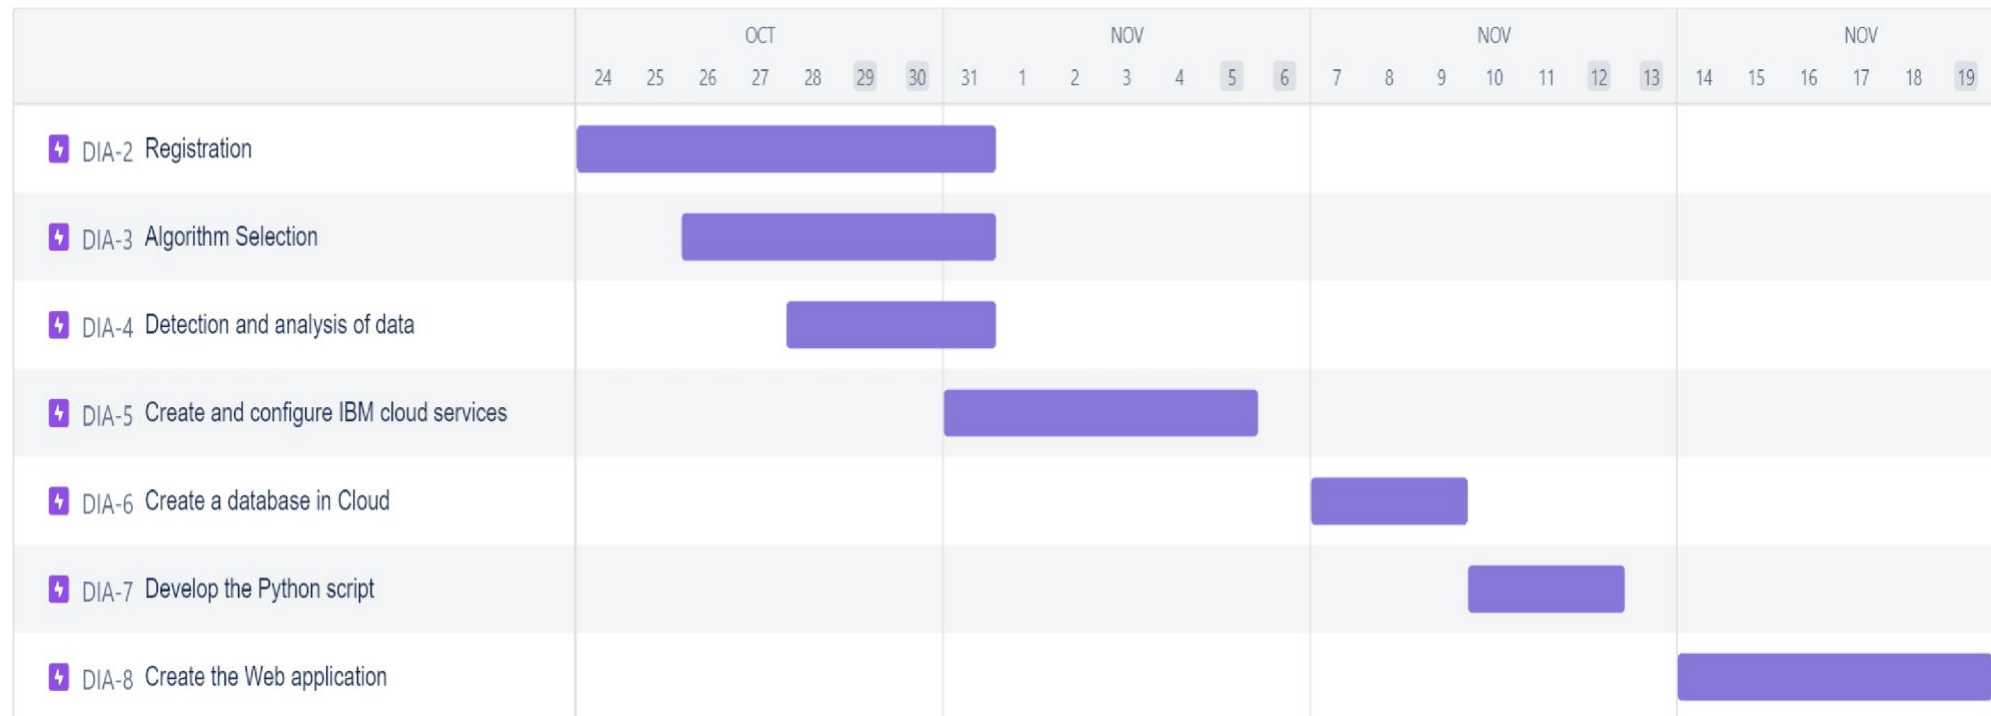 OCT NOV NOV NOV
24 25 26 27 28 29 30 31 1 2 3 4 5 6 7 8 9 10 11 12 13 14 15 16 17 18 19
DIA-2 Registration
DIA-3 Algorithm Selection
DIA-4 Detection and analysis of data
DIA-5 Create and configure IBM cloud services
DIA-6 Create a database in Cloud
DIA-7 Develop the Python script
DIA-8 Create the Web application